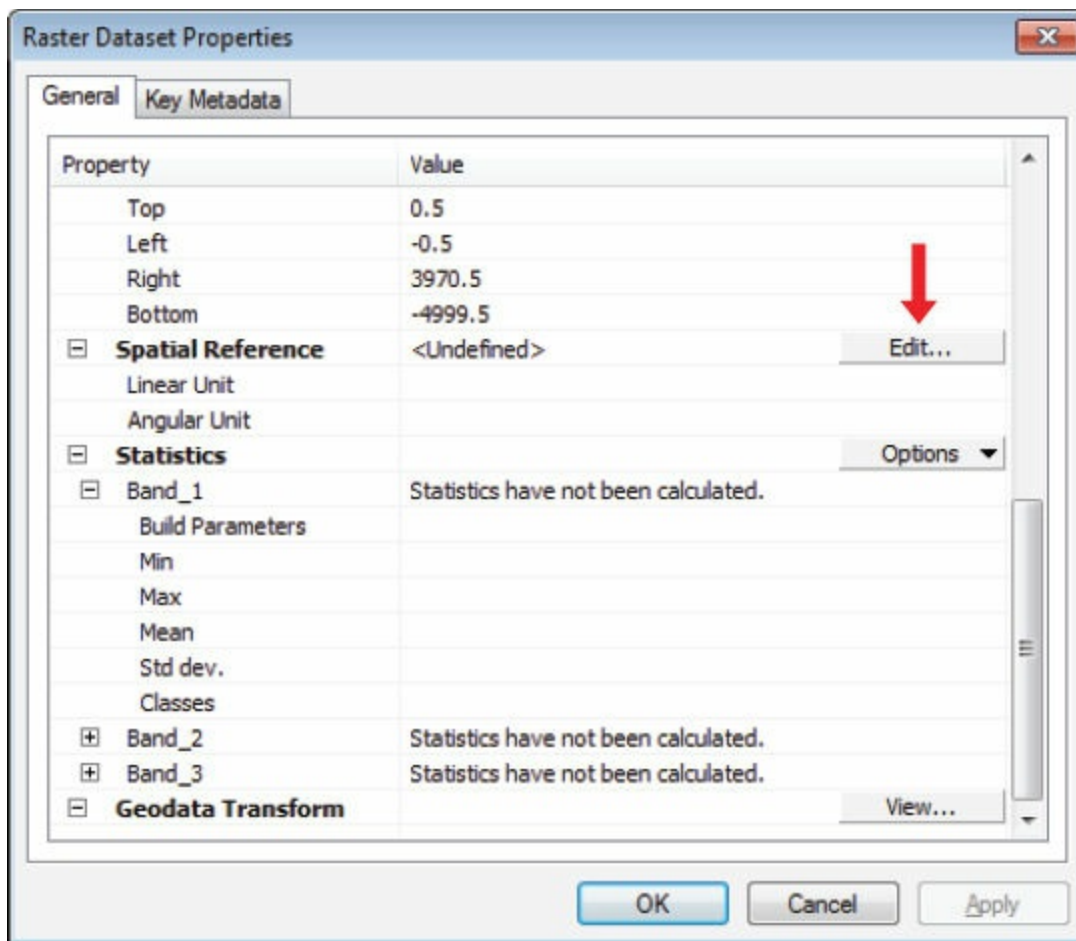 Raster Dataset Properties
General Key Metadata
Property Value
Top 0.5
Left -0.5
Right 3970.5
Bottom -4999.5
Spatial Reference <Undefined> Edit...
Linear Unit
Angular Unit
Statistics Options
Band_1 Statistics have not been calculated.
Build Parameters
Min
Max
Mean
Std dev.
Classes
Band_2 Statistics have not been calculated.
Band_3 Statistics have not been calculated.
Geodata Transform View...
OK Cancel Apply